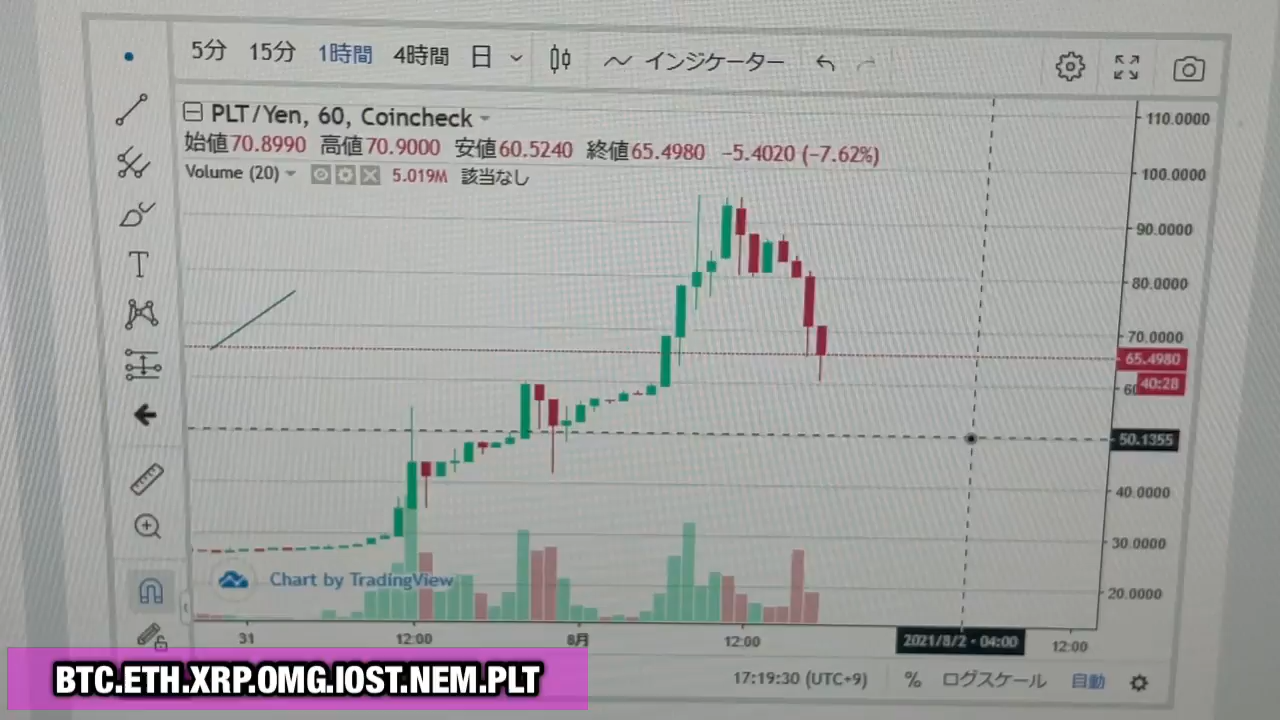 5分 15分 1時間 4時間 日 インジケーター
PLT/Yen, 60, Coincheck
始値70.8990 高値70.9000 安値60.5240 終値65.4980 −5.4020 (−7.62%)
Volume (20) 5.019M 該当なし
T
110.0000
100.0000
90.0000
80.0000
70.0000
65.4980
40:28
50.1355
40.0000
30.0000
20.0000
Chart by TradingView
31 12:00 8月 12:00 2021/8/2 - 04:00 12:00
17:19:30 (UTC+9) % ログスケール 自動
BTC.ETH.XRP.OMG.IOST.NEM.PLT